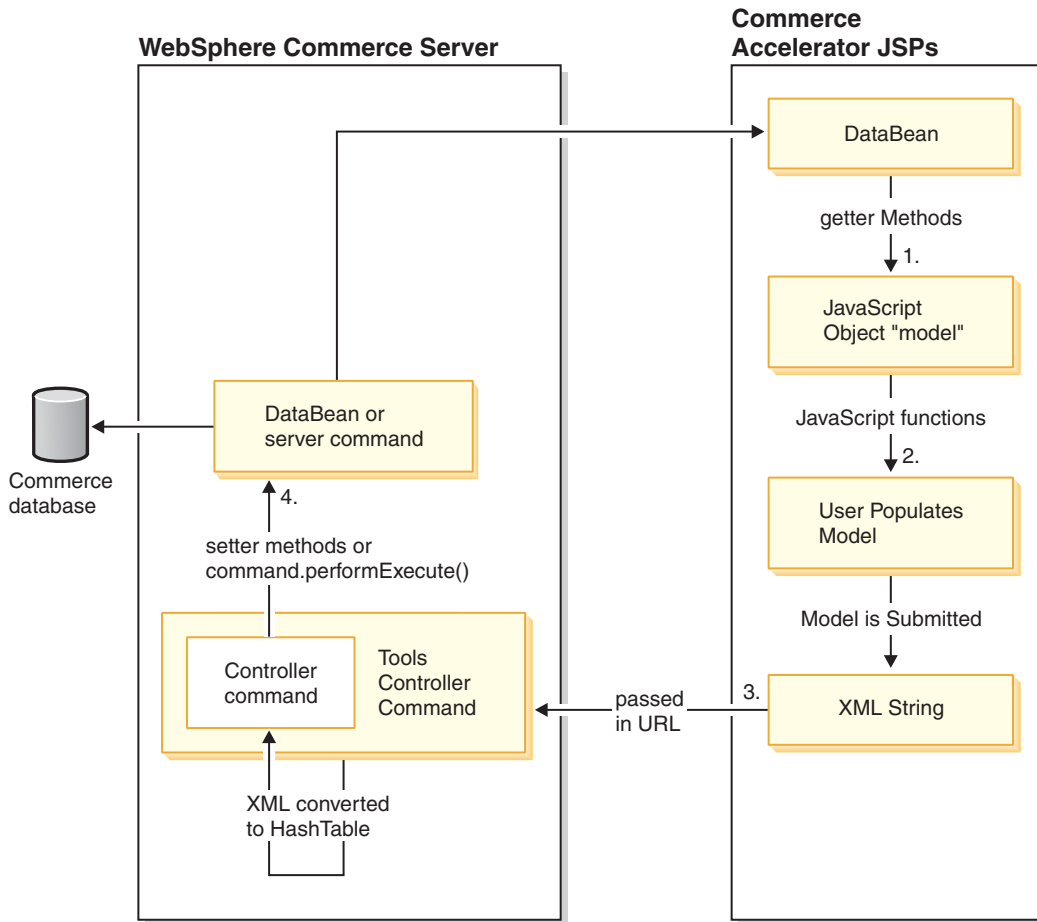 WebSphere Commerce Server
Commerce
Accelerator JSPs
DataBean
getter Methods
1.
JavaScript
Object "model"
JavaScript functions
2.
User Populates
Model
Model is Submitted
3.
XML String
passed
in URL
Tools
Controller
Command
Controller
command
XML converted
to HashTable
setter methods or
command.performExecute()
4.
DataBean or
server command
Commerce
database